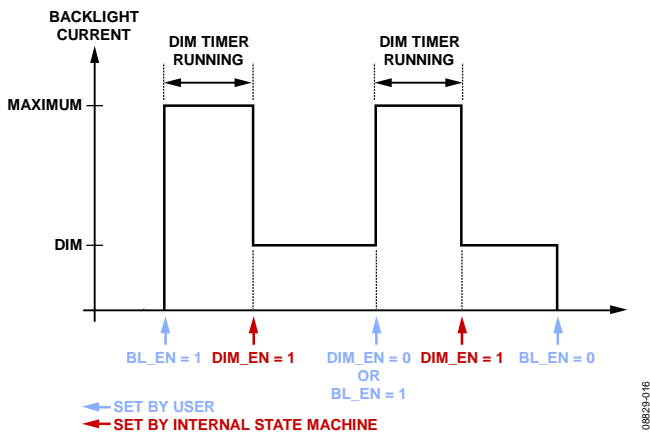 BACKLIGHT
CURRENT
DIM TIMER
RUNNING
DIM TIMER
RUNNING
MAXIMUM
DIM
BL_EN = 1
DIM_EN = 1
DIM_EN = 0
OR
BL_EN = 1
DIM_EN = 1
BL_EN = 0
SET BY USER
SET BY INTERNAL STATE MACHINE
08829-016